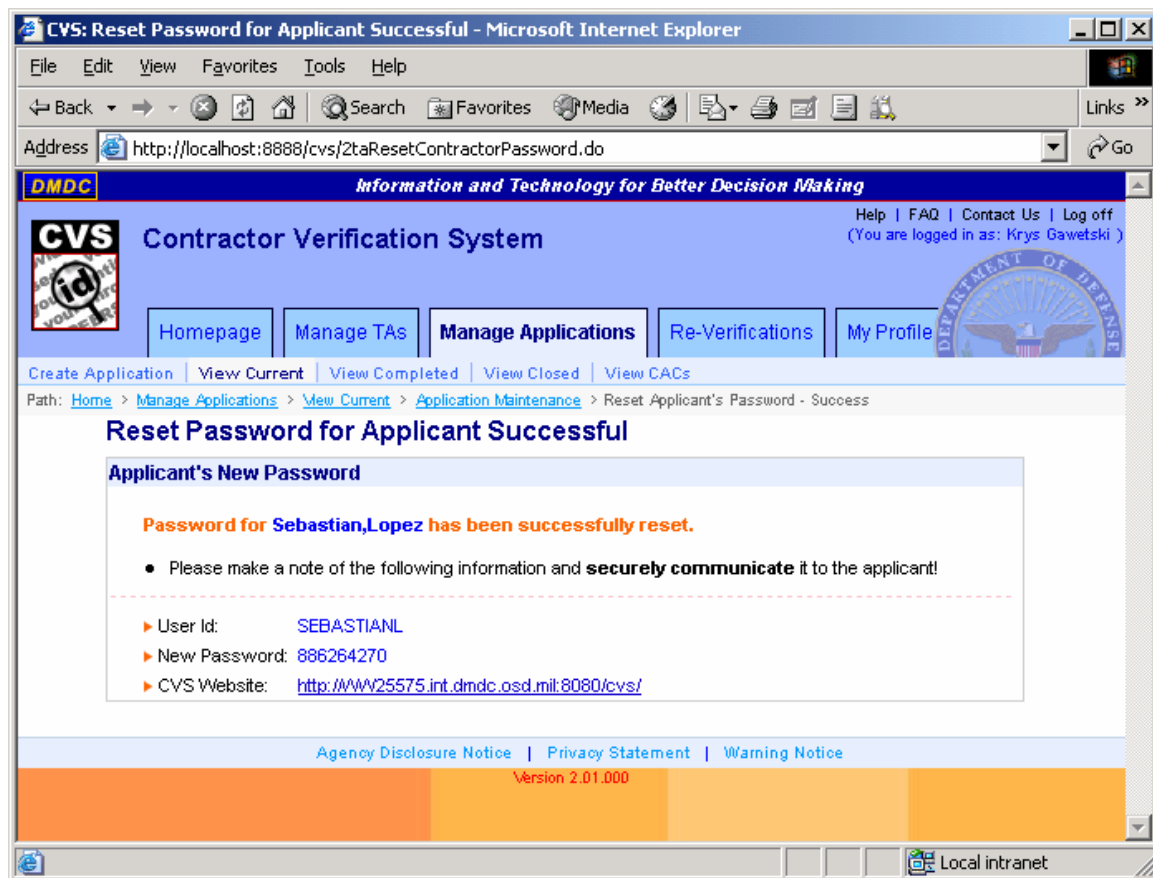 CVS: Reset Password for Applicant Successful - Microsoft Internet Explorer
File Edit View Favorites Tools Help
Back Search Favorites Media Links »
Address http://localhost:8888/cvs/2taResetContractorPassword.do Go
DMDC Information and Technology for Better Decision Making
Help | FAQ | Contact Us | Log off
(You are logged in as: Krys Gawetski )
CVS
id
Contractor Verification System
DEPARTMENT OF DEFENSE
Homepage Manage TAs Manage Applications Re-Verifications My Profile
Create Application | View Current | View Completed | View Closed | View CACs
Path: Home > Manage Applications > View Current > Application Maintenance > Reset Applicant's Password - Success
Reset Password for Applicant Successful
Applicant's New Password
Password for Sebastian,Lopez has been successfully reset.
• Please make a note of the following information and securely communicate it to the applicant!
User Id: SEBASTIANL
New Password: 886264270
CVS Website: http://WW25575.int.dmdc.osd.mil:8080/cvs/
Agency Disclosure Notice | Privacy Statement | Warning Notice
Version 2.01.000
Local intranet